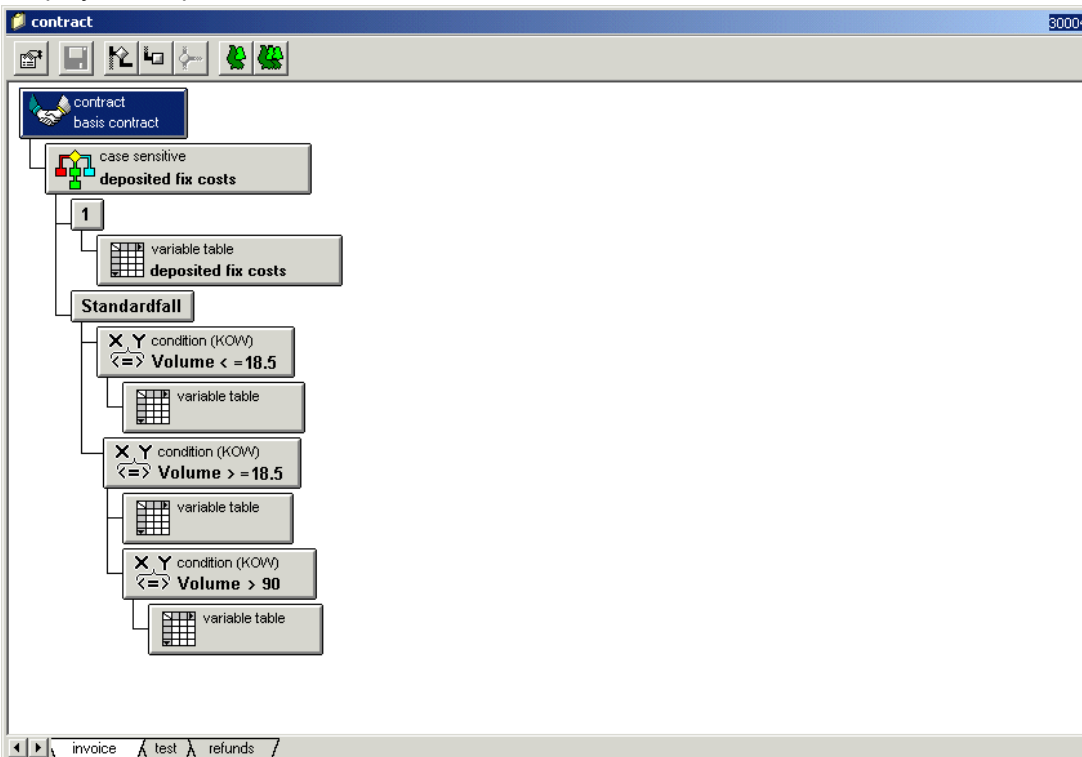 contract
30004
contract
basis contract
case sensitive
deposited fix costs
1
variable table
deposited fix costs
Standardfall
X Y condition (KOW)
<=> Volume < =18.5
variable table
X Y condition (KOW)
<=> Volume > =18.5
variable table
X Y condition (KOW)
<=> Volume > 90
variable table
invoice test refunds